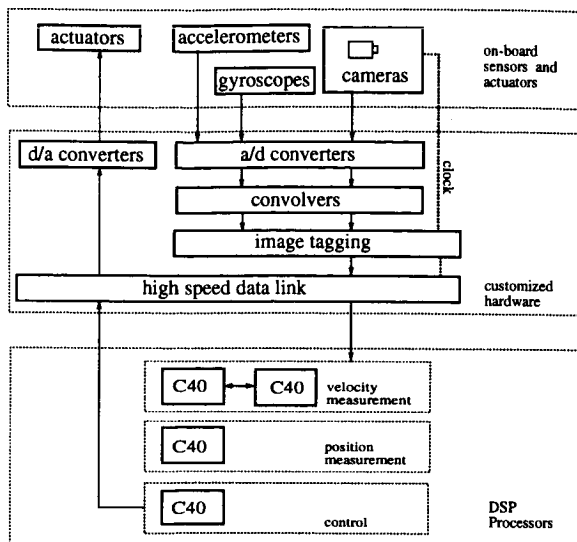 actuators
accelerometers
gyroscopes
cameras
on-board
sensors and
actuators
d/a converters
a/d converters
clock
convolvers
image tagging
high speed data link
customized
hardware
C40
C40
velocity
measurement
C40
position
measurement
C40
control
DSP
Processors